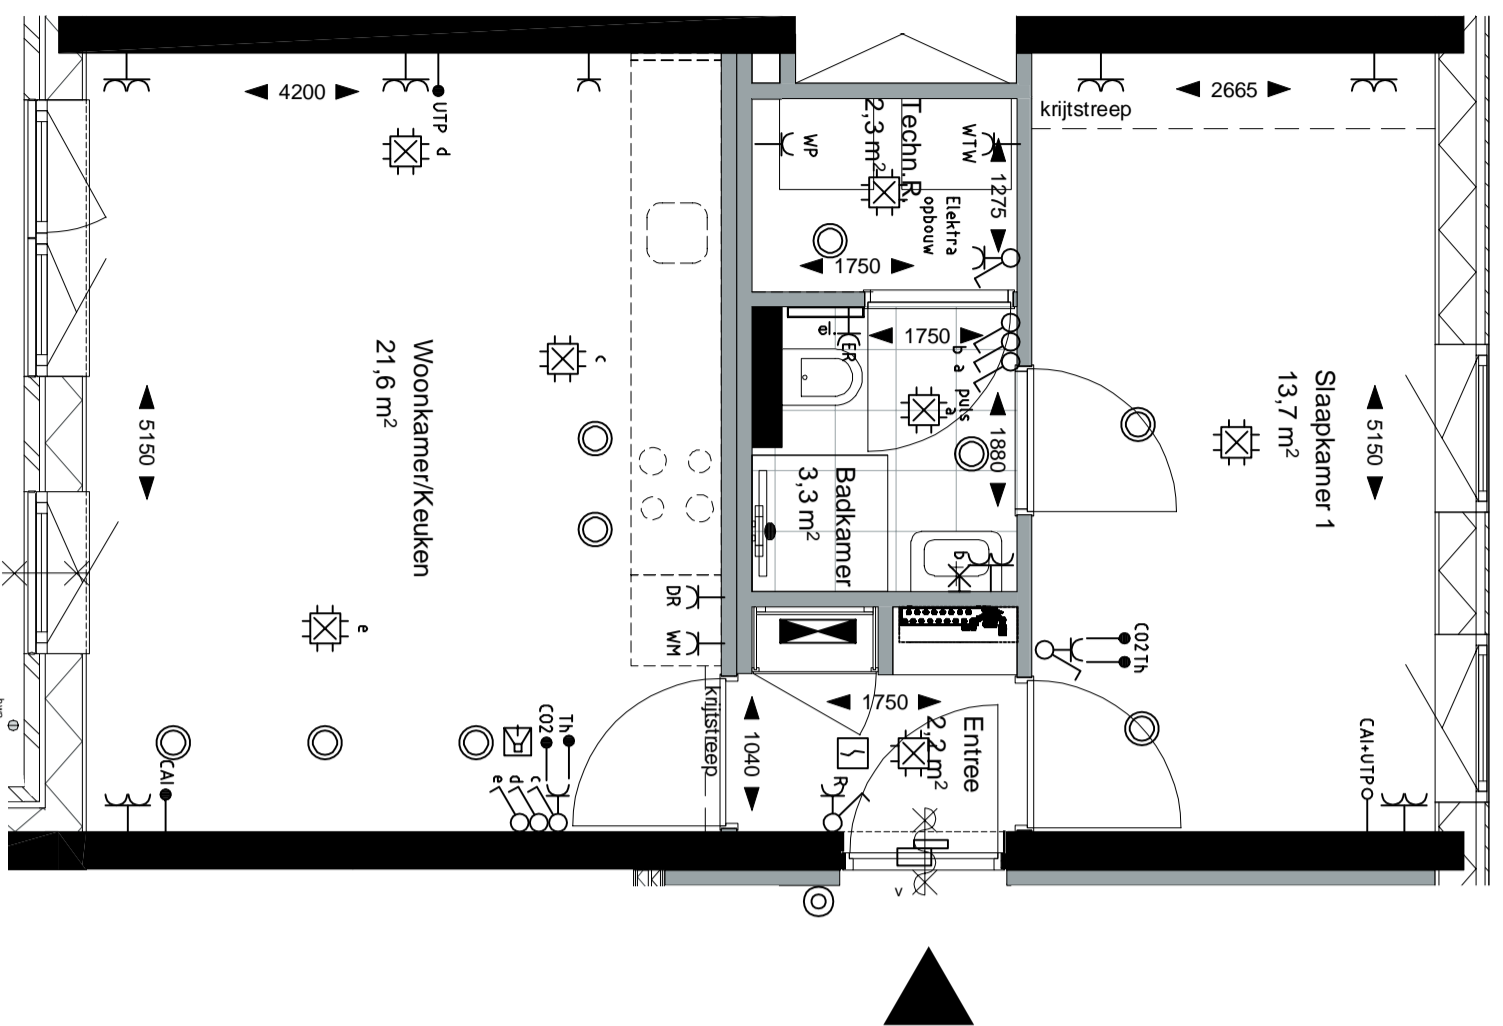 4200
UTP
d
krijtstreep
2665
Techn.R.
2,3 m²
WP
WTW
1275
Elektra
opbouw
1750
el
ER
1750
b
a
puls
a
1880
Woonkamer/Keuken
21,6 m²
c
5150
Slaapkamer 1
13,7 m²
5150
Badkamer
3,3 m²
b
DR
WM
e
CO2
Th
krijtstreep
1750
1040
Entree
2,2 m²
R
CO2
Th
CAI
e
d
c
CAI+UTP
v